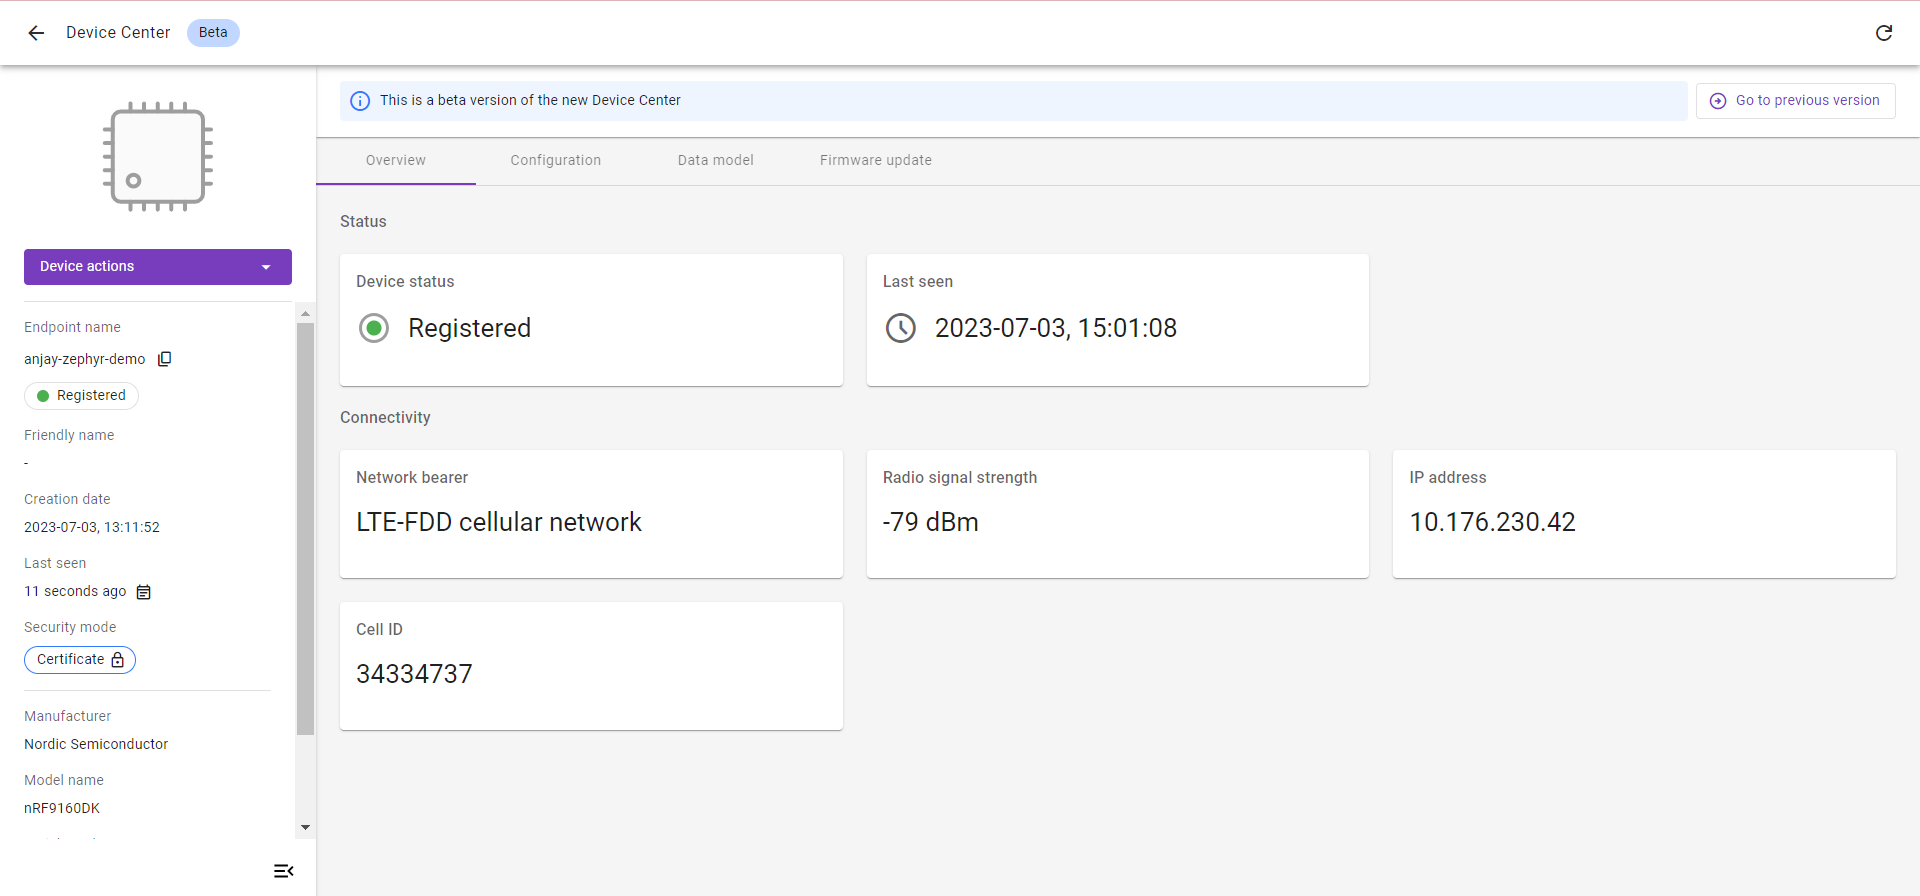 Device Center
Beta
This is a beta version of the new Device Center
Go to previous version
Device actions
Endpoint name
anjay-zephyr-demo
Registered
Friendly name
-
Creation date
2023-07-03, 13:11:52
Last seen
11 seconds ago
Security mode
Certificate
Manufacturer
Nordic Semiconductor
Model name
nRF9160DK
Overview
Configuration
Data model
Firmware update
Status
Device status
Registered
Last seen
2023-07-03, 15:01:08
Connectivity
Network bearer
LTE-FDD cellular network
Radio signal strength
-79 dBm
IP address
10.176.230.42
Cell ID
34334737